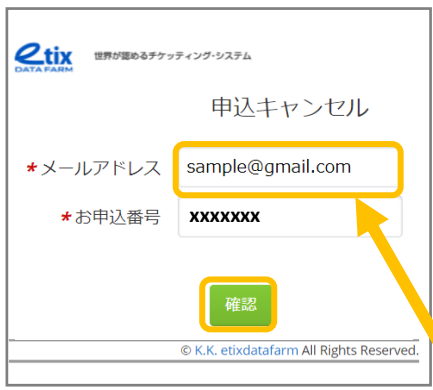 etix
DATA FARM
世界が認めるチケッティング・システム
申込キャンセル
*メールアドレス
sample@gmail.com
*お申込番号
xxxxxxx
確認
© K.K. etixdatafarm All Rights Reserved.